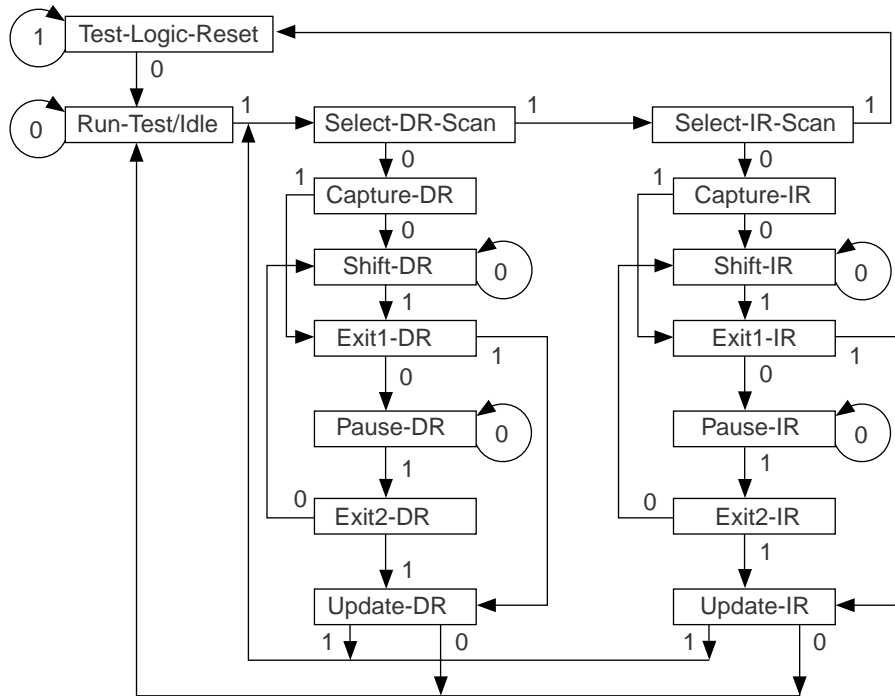 1
Test-Logic-Reset
0
0
Run-Test/Idle
1
Select-DR-Scan
1
Select-IR-Scan
1
0
0
1
Capture-DR
1
Capture-IR
0
0
Shift-DR
0
Shift-IR
0
1
1
Exit1-DR
1
Exit1-IR
1
0
0
Pause-DR
0
Pause-IR
0
1
1
0
Exit2-DR
0
Exit2-IR
1
1
Update-DR
Update-IR
1
0
1
0